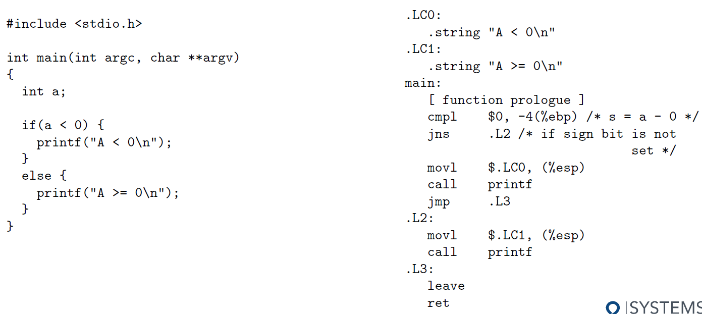 #include <stdio.h>
int main(int argc, char **argv)
{
int a;
if(a < 0) {
printf("A < 0\n");
}
else {
printf("A >= 0\n");
}
}
.LC0:
.string "A < 0\n"
.LC1:
.string "A >= 0\n"
main:
[ function prologue ]
cmpl $0, -4(%ebp) /* s = a - 0 */
jns .L2 /* if sign bit is not
set */
movl $.LC0, (%esp)
call printf
jmp .L3
.L2:
movl $.LC1, (%esp)
call printf
.L3:
leave
ret
SYSTEMS